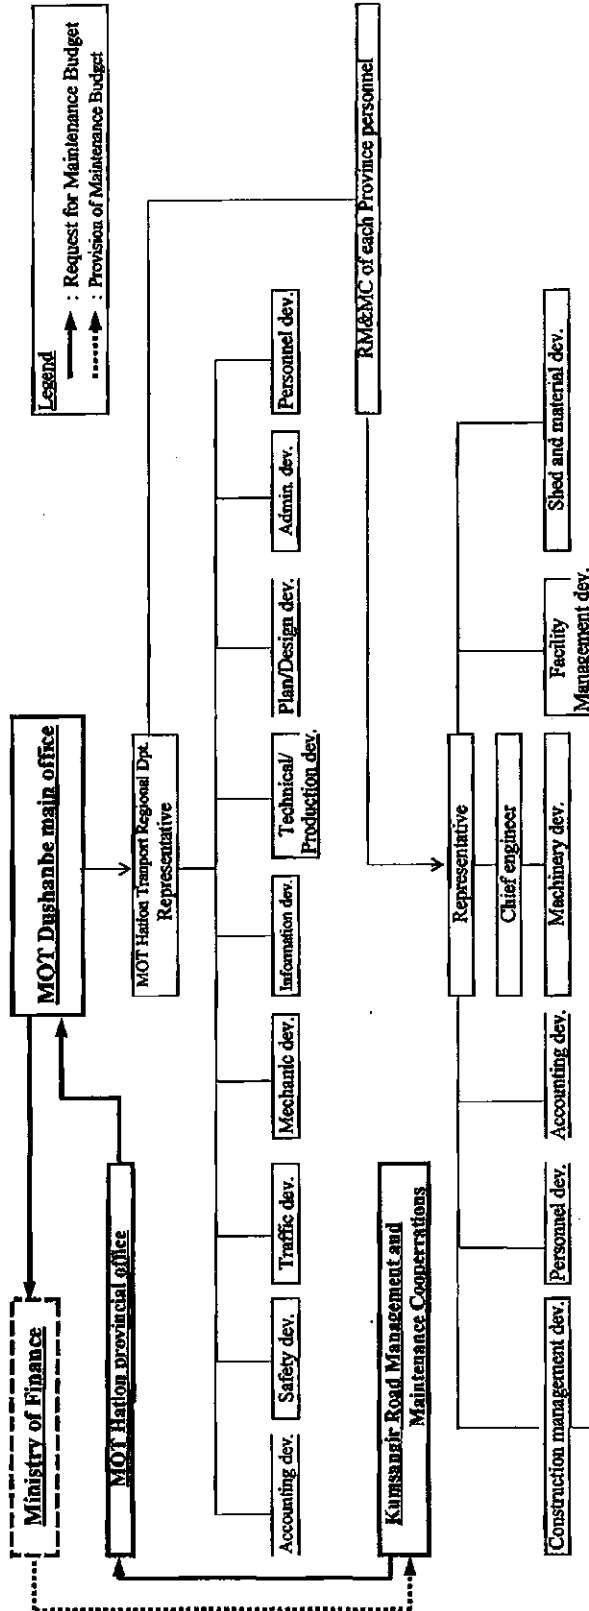 Legend
: Request for Maintenance Budget
: Provision of Maintenance Budget
Ministry of Finance
MOT Dushanbe main office
MOT Hatlon provincial office
MOT Hatlon Tranport Regional Dpt.
Representative
Accounting dev.
Safety dev.
Traffic dev.
Mechanic dev.
Information dev.
Technical/
Production dev.
Plan/Design dev.
Admin. dev.
Personnel dev.
RM&MC of each Province personnel
Kumsangir Road Management and
Maintenance Cooperrations
Representative
Chief engineer
Construction management dev.
Personnel dev.
Accounting dev.
Machinery dev.
Facility
Management dev.
Shed and material dev.